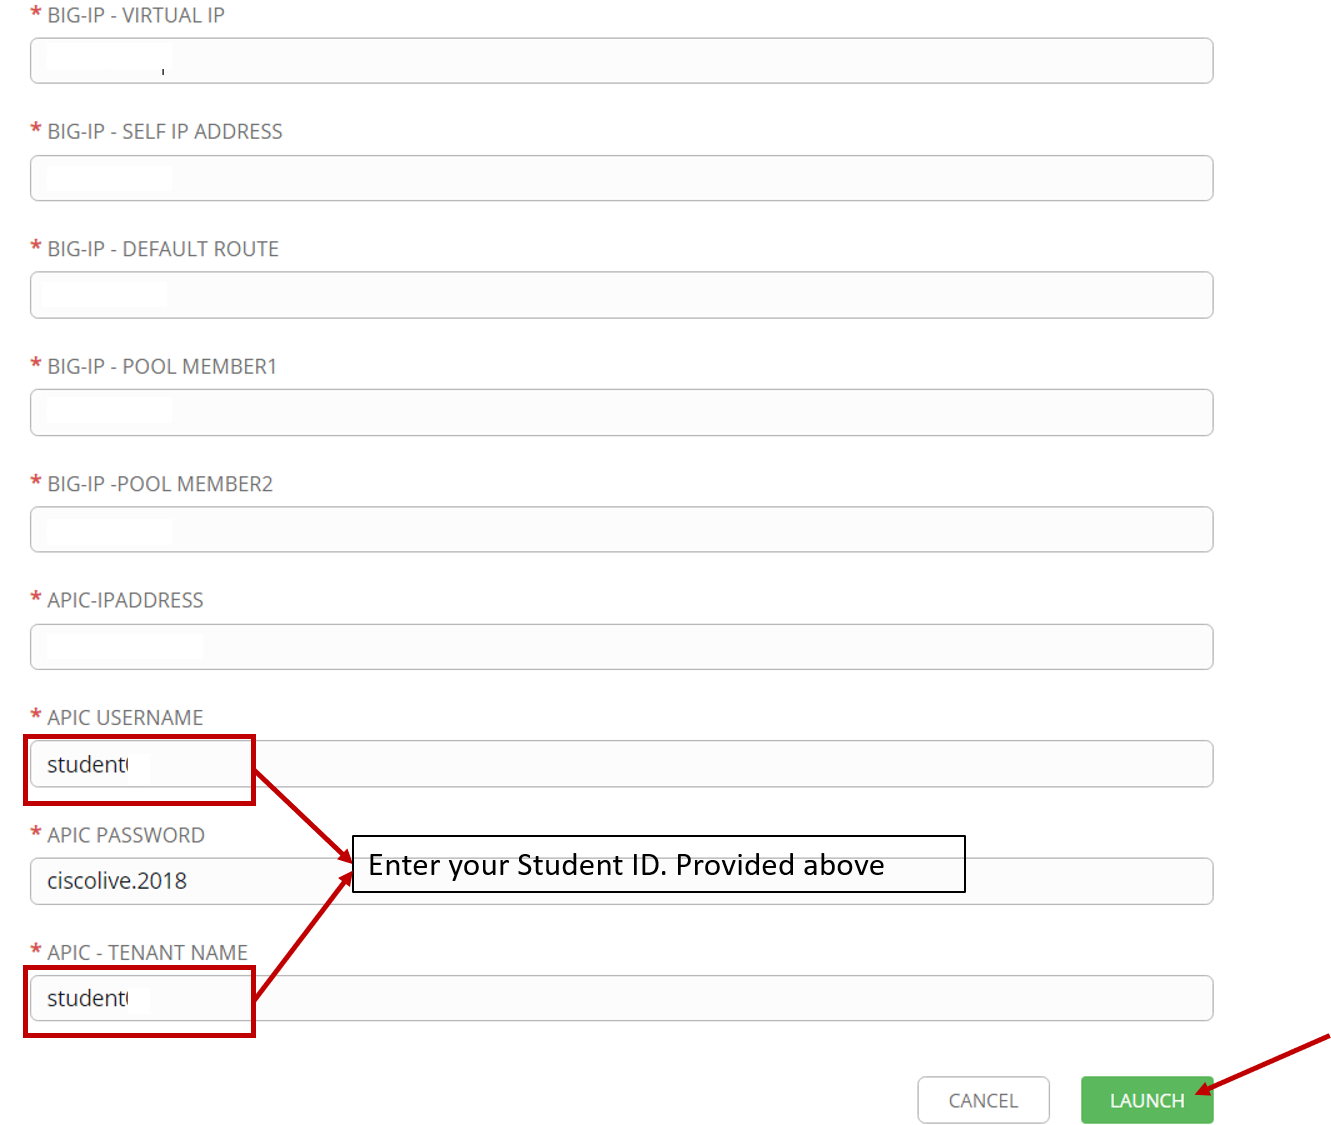 * BIG-IP - VIRTUAL IP
* BIG-IP - SELF IP ADDRESS
* BIG-IP - DEFAULT ROUTE
* BIG-IP - POOL MEMBER1
* BIG-IP -POOL MEMBER2
* APIC-IPADDRESS
* APIC USERNAME
student
* APIC PASSWORD
Enter your Student ID. Provided above
ciscolive.2018
* APIC - TENANT NAME
student
CANCEL
LAUNCH